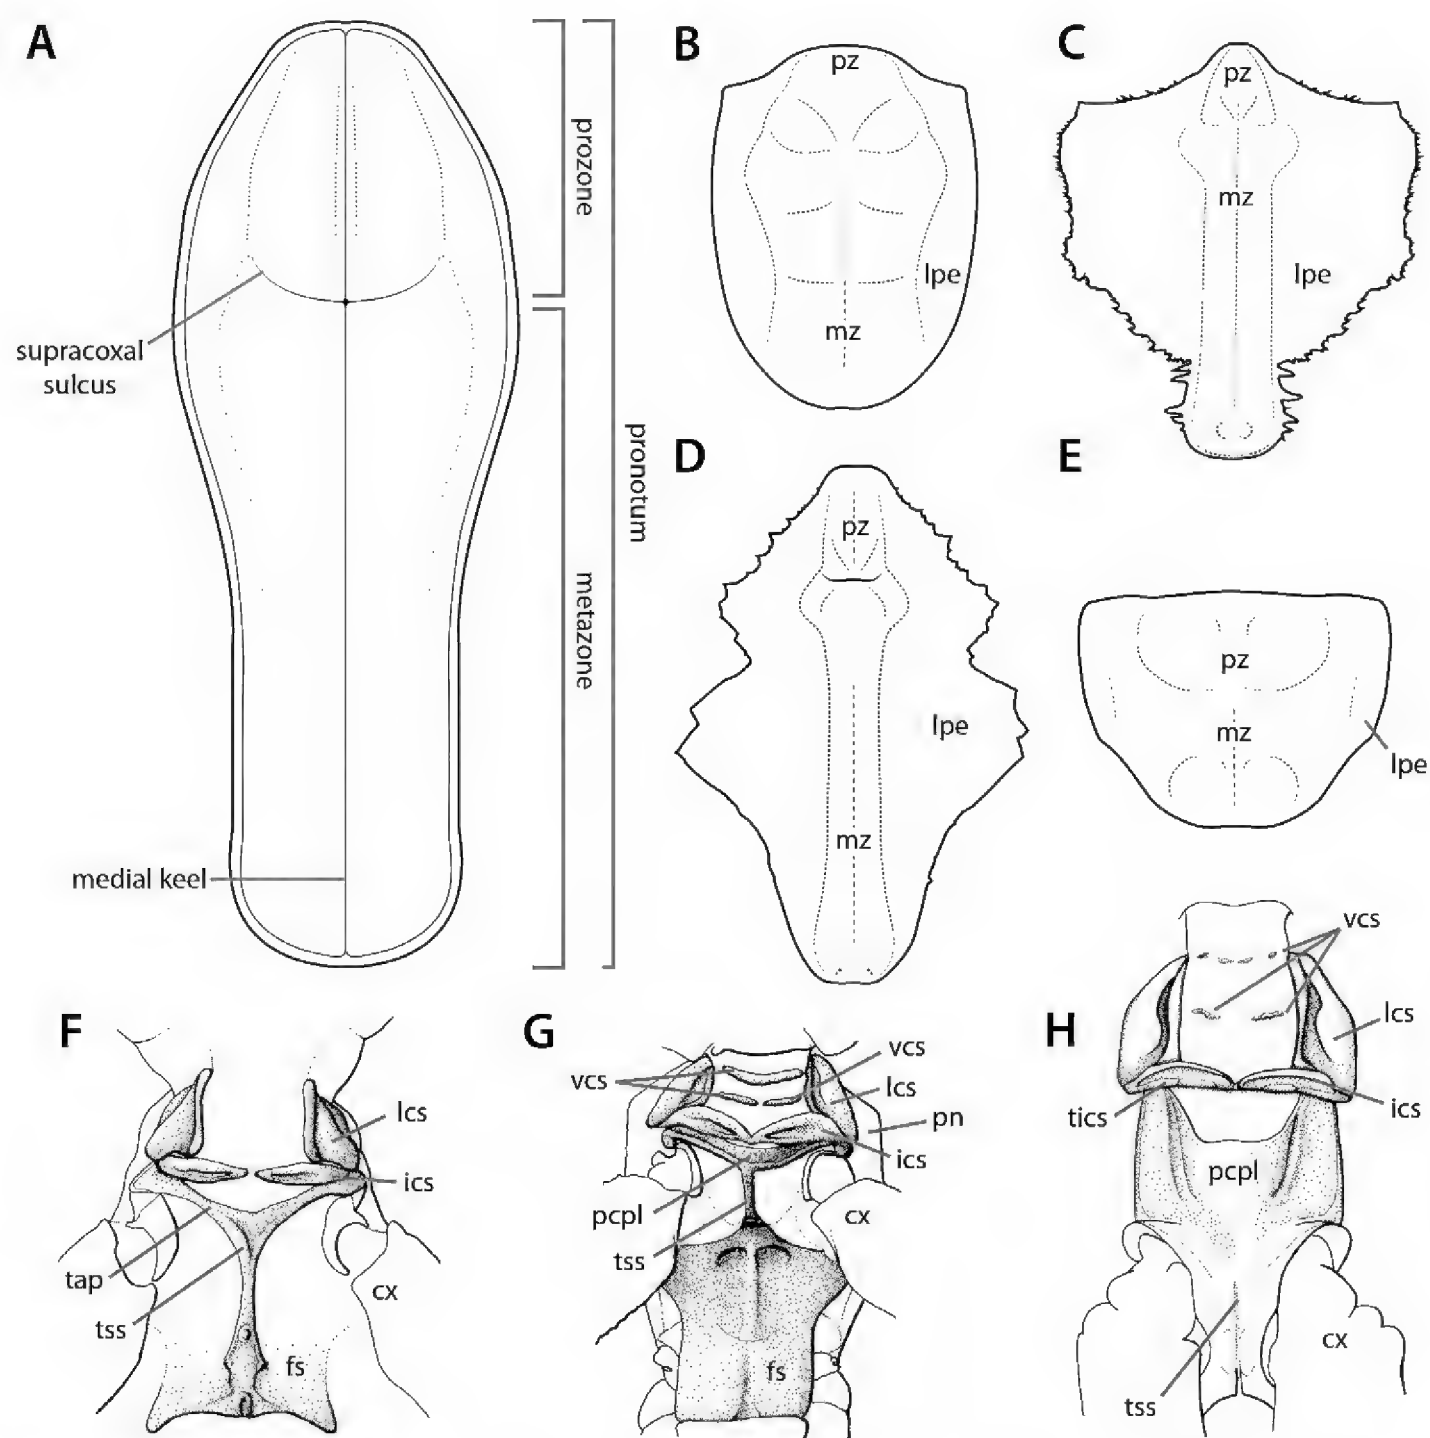 A
prozone
supracoxal
sulcus
pronotum
metazone
medial keel
B
pz
lpe
mz
C
pz
mz
lpe
D
pz
lpe
mz
E
pz
mz
lpe
F
lcs
ics
tap
tss
cx
fs
G
vcs
vcs
lcs
pn
ics
pcpl
cx
tss
fs
H
vcs
lcs
tics
ics
pcpl
cx
tss